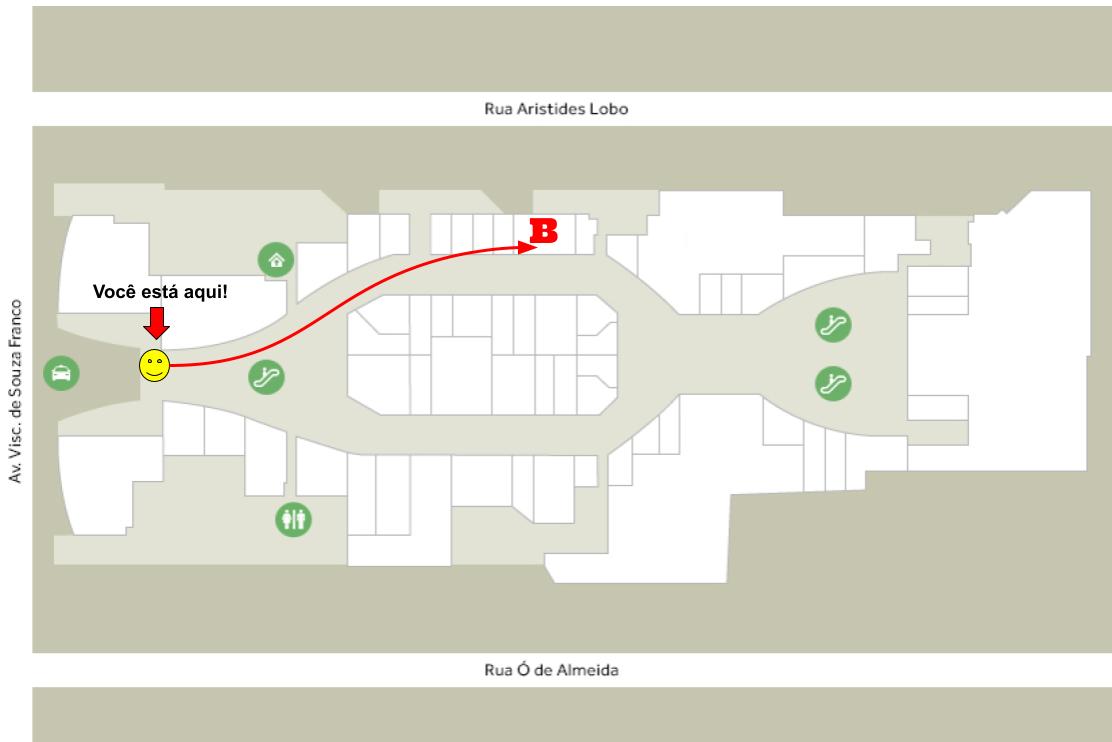 Rua Aristides Lobo
B
Você está aqui!
Av. Visc. de Souza Franco
Rua Ó de Almeida